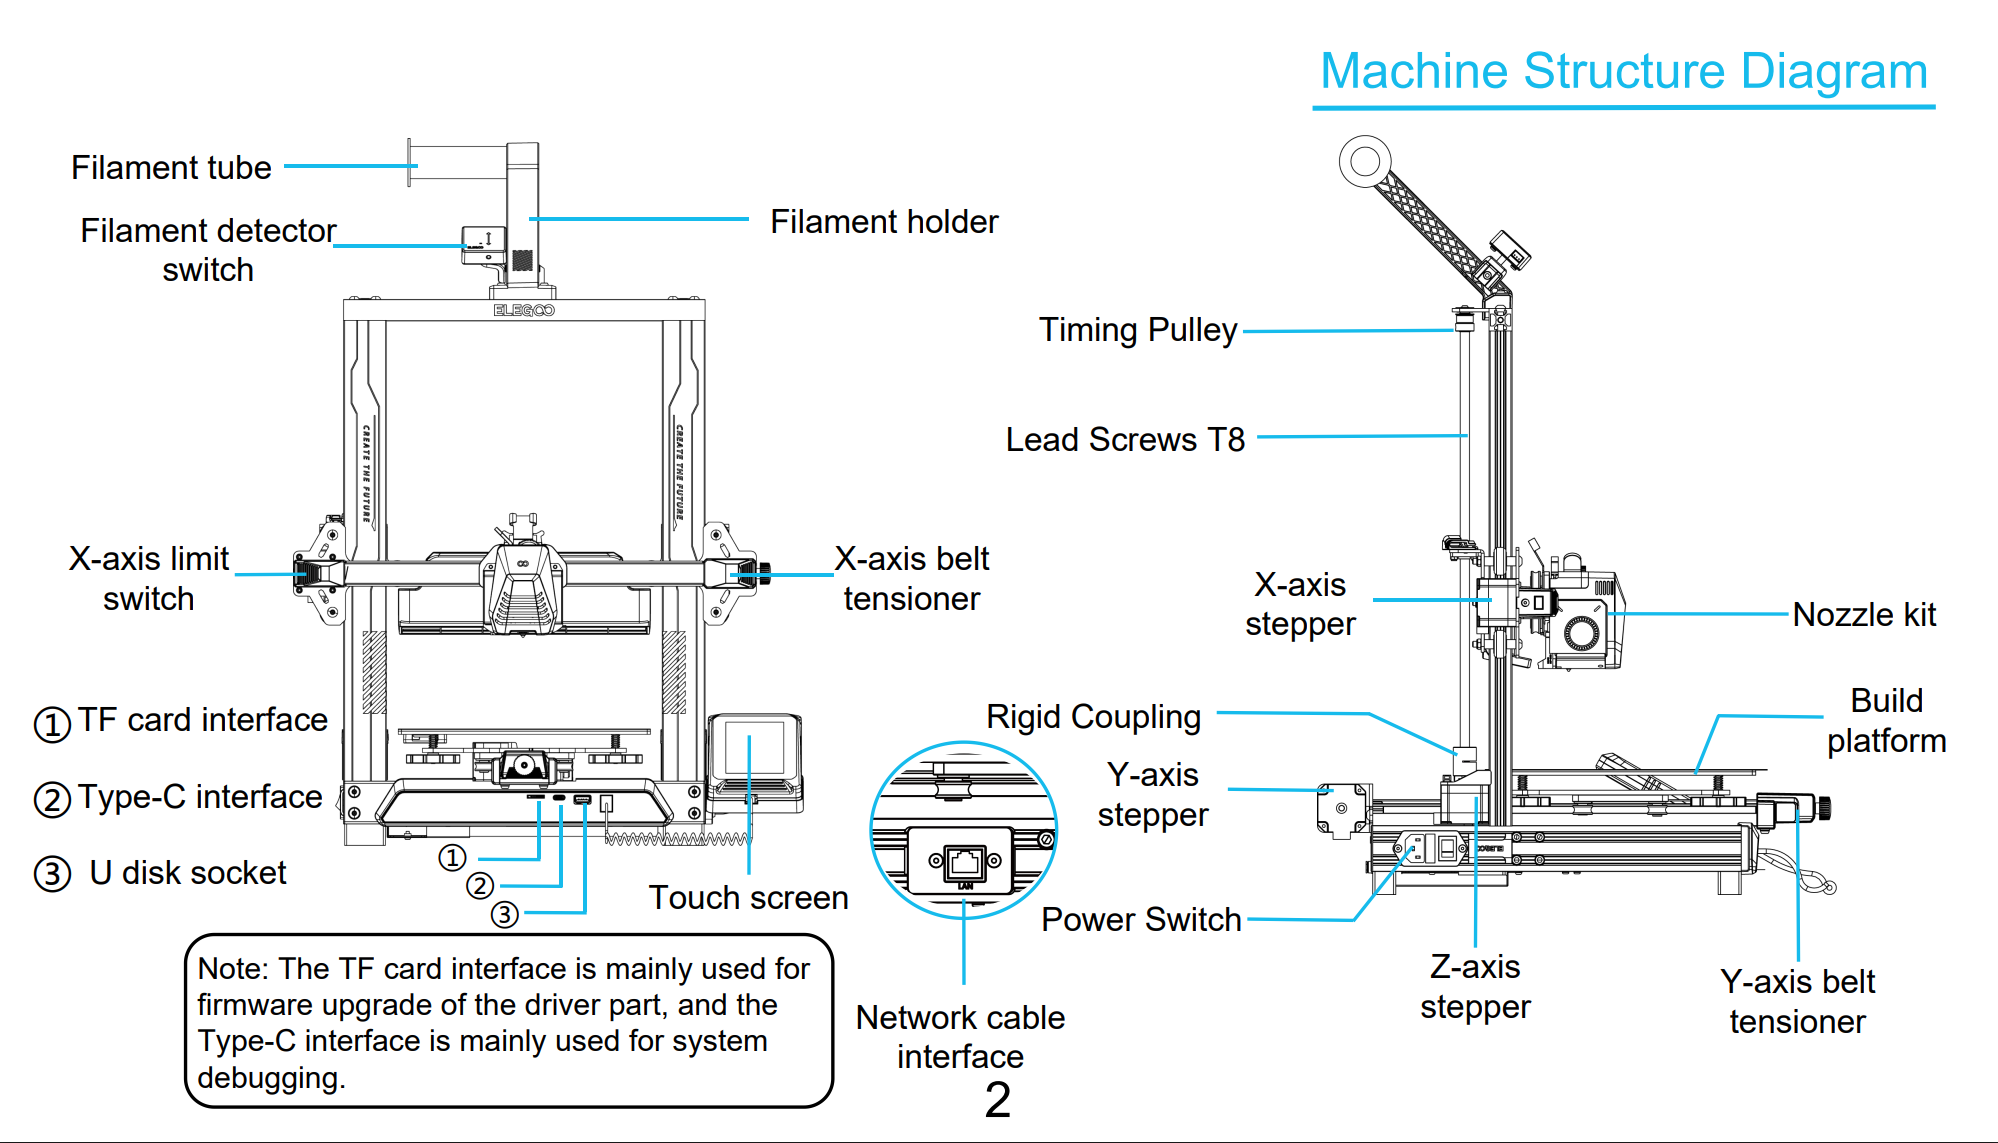 Machine Structure Diagram
Filament tube
Filament detector
switch
Filament holder
ELEGOO
CREATE THE FUTURE
CREATE THE FUTURE
X-axis limit
switch
X-axis belt
tensioner
① TF card interface
② Type-C interface
③ U disk socket
①
②
③
Touch screen
Note: The TF card interface is mainly used for
firmware upgrade of the driver part, and the
Type-C interface is mainly used for system
debugging.
LAN
Network cable
interface
Timing Pulley
Lead Screws T8
X-axis
stepper
Nozzle kit
Rigid Coupling
Build
platform
Y-axis
stepper
ELEGOO
Power Switch
Z-axis
stepper
Y-axis belt
tensioner
2